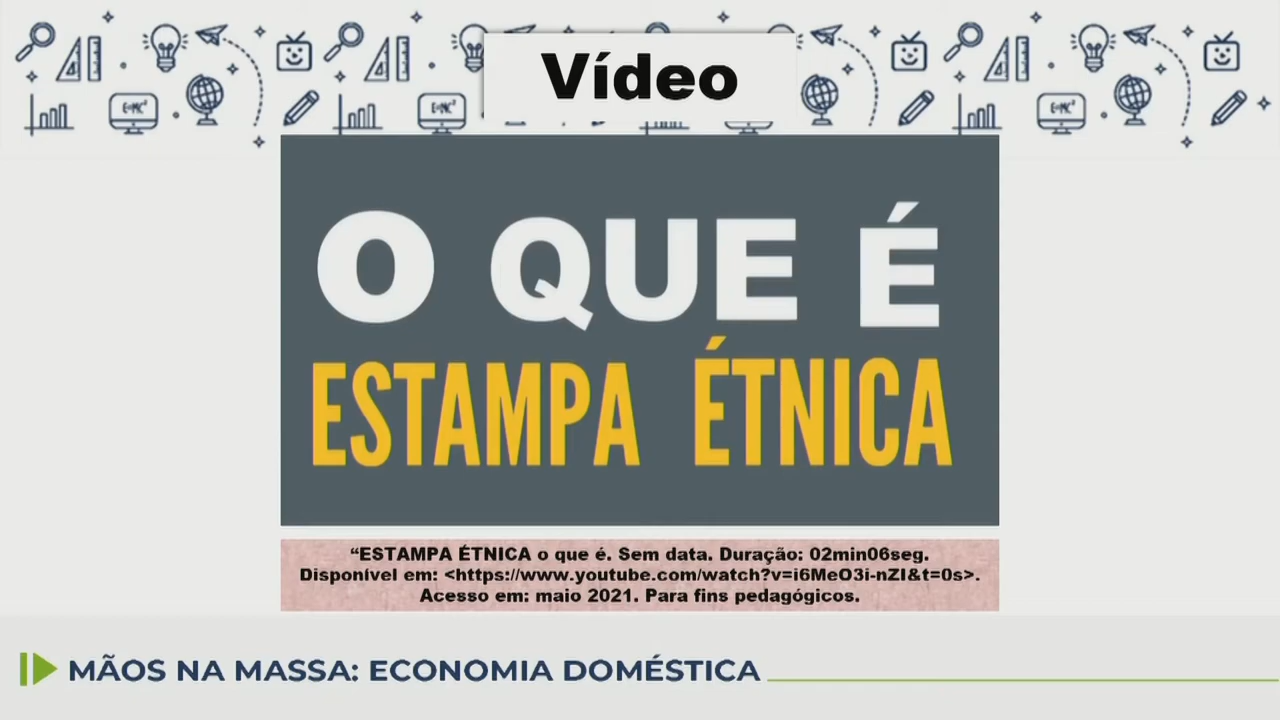 Vídeo
O QUE É
ESTAMPA ÉTNICA
“ESTAMPA ÉTNICA o que é. Sem data. Duração: 02min06seg.
Disponível em: <https://www.youtube.com/watch?v=i6MeO3i-nZI&t=0s>.
Acesso em: maio 2021. Para fins pedagógicos.
MÃOS NA MASSA: ECONOMIA DOMÉSTICA